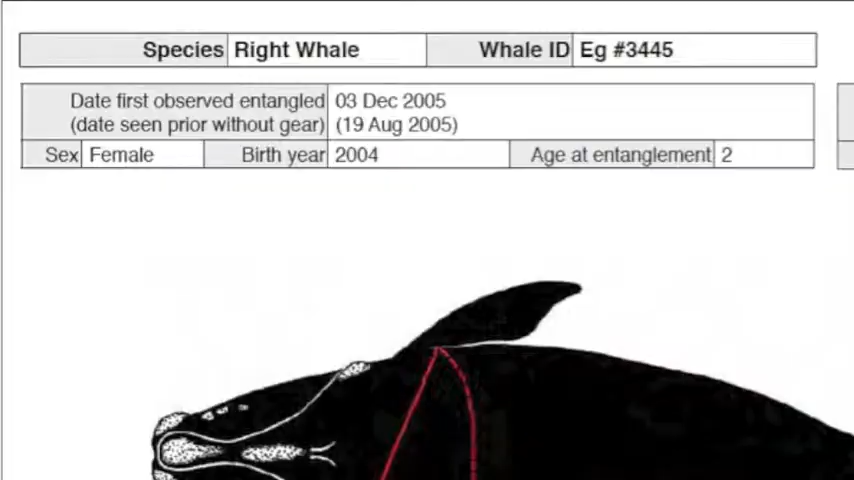 Species Right Whale Whale ID Eg #3445
Date first observed entangled 03 Dec 2005
(date seen prior without gear) (19 Aug 2005)
Sex Female Birth year 2004 Age at entanglement 2